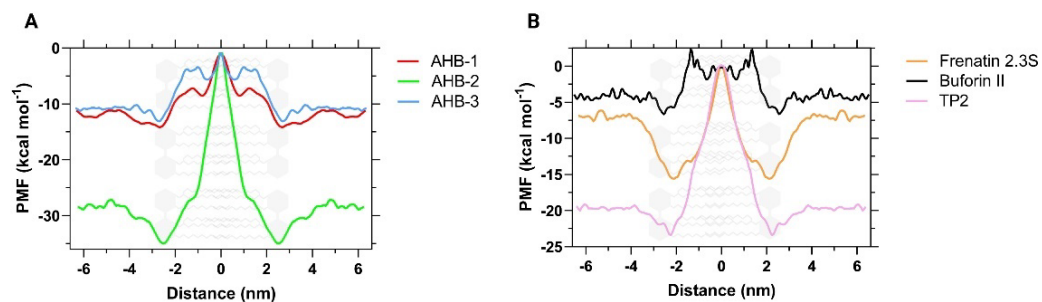 A
PMF (kcal mol⁻¹)
0
-10
-20
-30
-6 -4 -2 0 2 4 6
Distance (nm)
AHB-1
AHB-2
AHB-3
B
PMF (kcal mol⁻¹)
0
-5
-10
-15
-20
-25
-6 -4 -2 0 2 4 6
Distance (nm)
Frenatin 2.3S
Buforin II
TP2